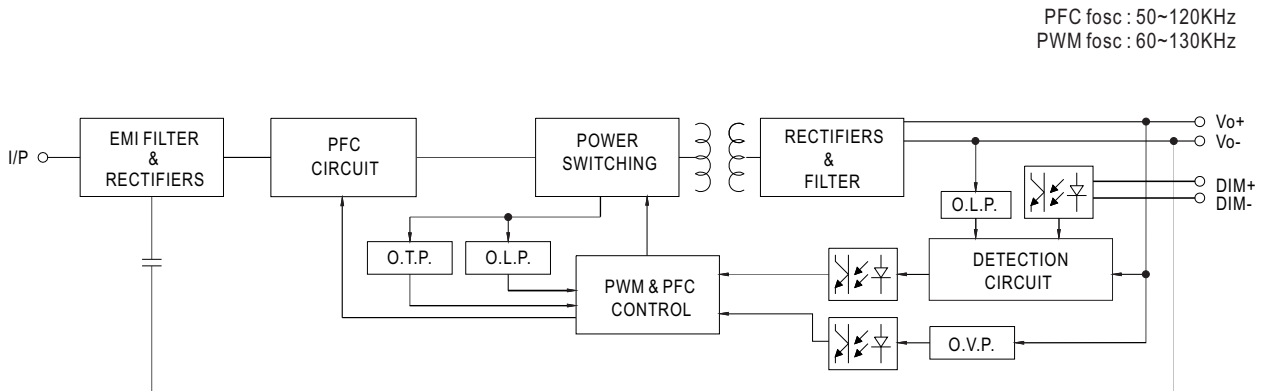 PFC fosc : 50~120KHz
PWM fosc : 60~130KHz
I/P
EMI FILTER
&
RECTIFIERS
PFC
CIRCUIT
POWER
SWITCHING
RECTIFIERS
&
FILTER
Vo+
Vo-
DIM+
DIM-
O.L.P.
O.T.P.
O.L.P.
PWM & PFC
CONTROL
DETECTION
CIRCUIT
O.V.P.